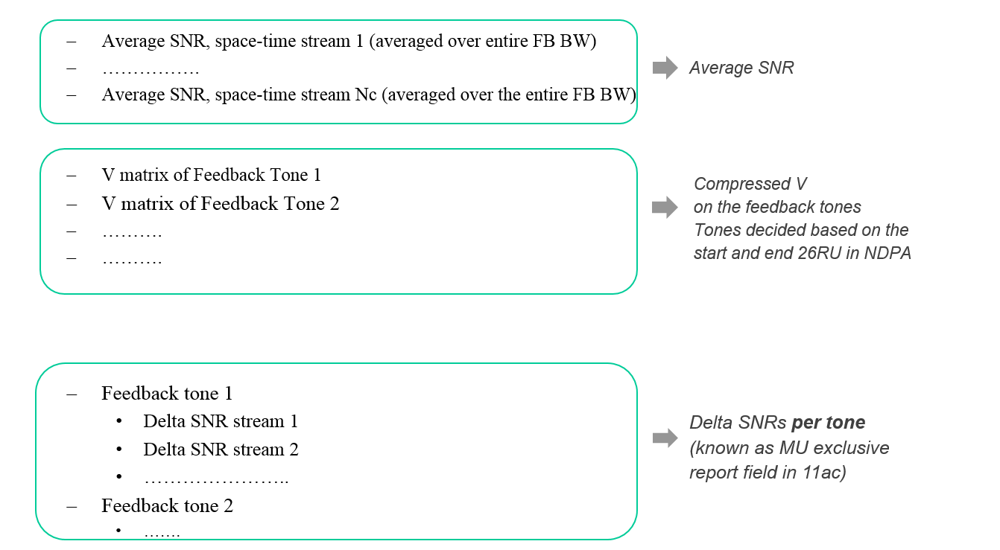 – Average SNR, space-time stream 1 (averaged over entire FB BW)
– …………….
– Average SNR, space-time stream Nc (averaged over the entire FB BW)
Average SNR
– V matrix of Feedback Tone 1
– V matrix of Feedback Tone 2
– ……….
– ……….
Compressed V
on the feedback tones
Tones decided based on the
start and end 26RU in NDPA
– Feedback tone 1
• Delta SNR stream 1
• Delta SNR stream 2
• …………………..
– Feedback tone 2
• …….
Delta SNRs per tone
(known as MU exclusive
report field in 11ac)